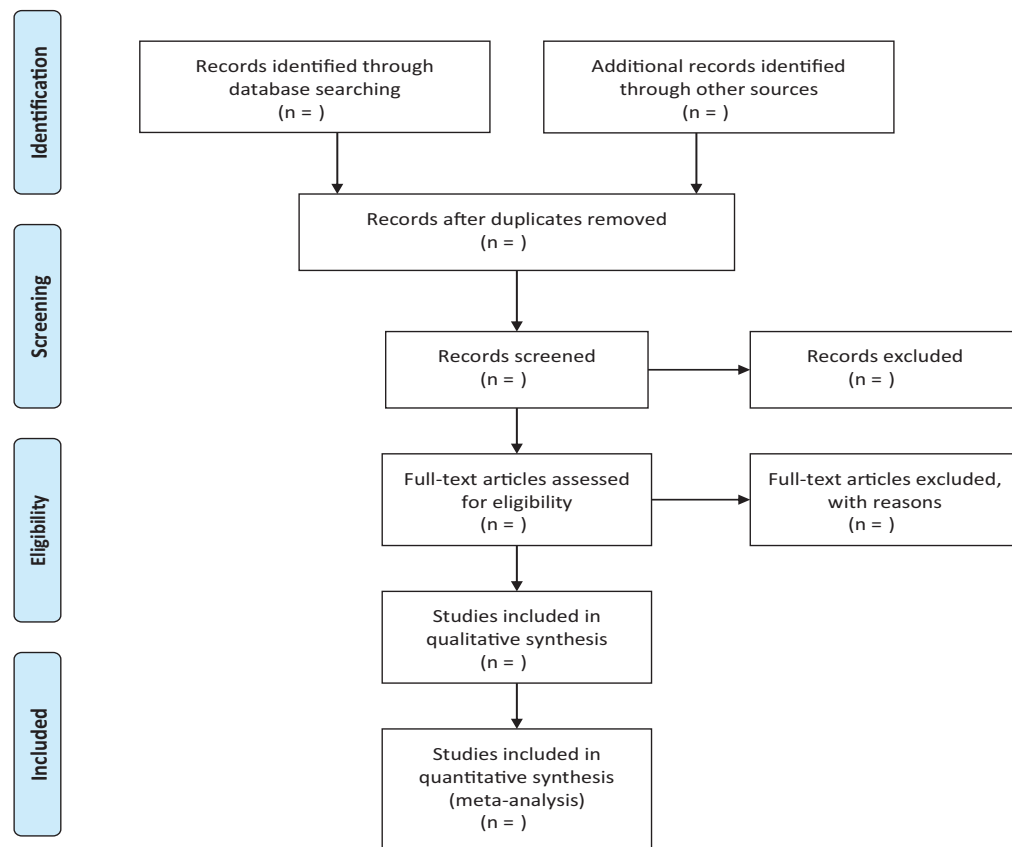 Identification
Records identified through
database searching
(n = )
Additional records identified
through other sources
(n = )
Records after duplicates removed
(n = )
Screening
Records screened
(n = )
Records excluded
(n = )
Eligibility
Full-text articles assessed
for eligibility
(n = )
Full-text articles excluded,
with reasons
(n = )
Studies included in
qualitative synthesis
(n = )
Included
Studies included in
quantitative synthesis
(meta-analysis)
(n = )